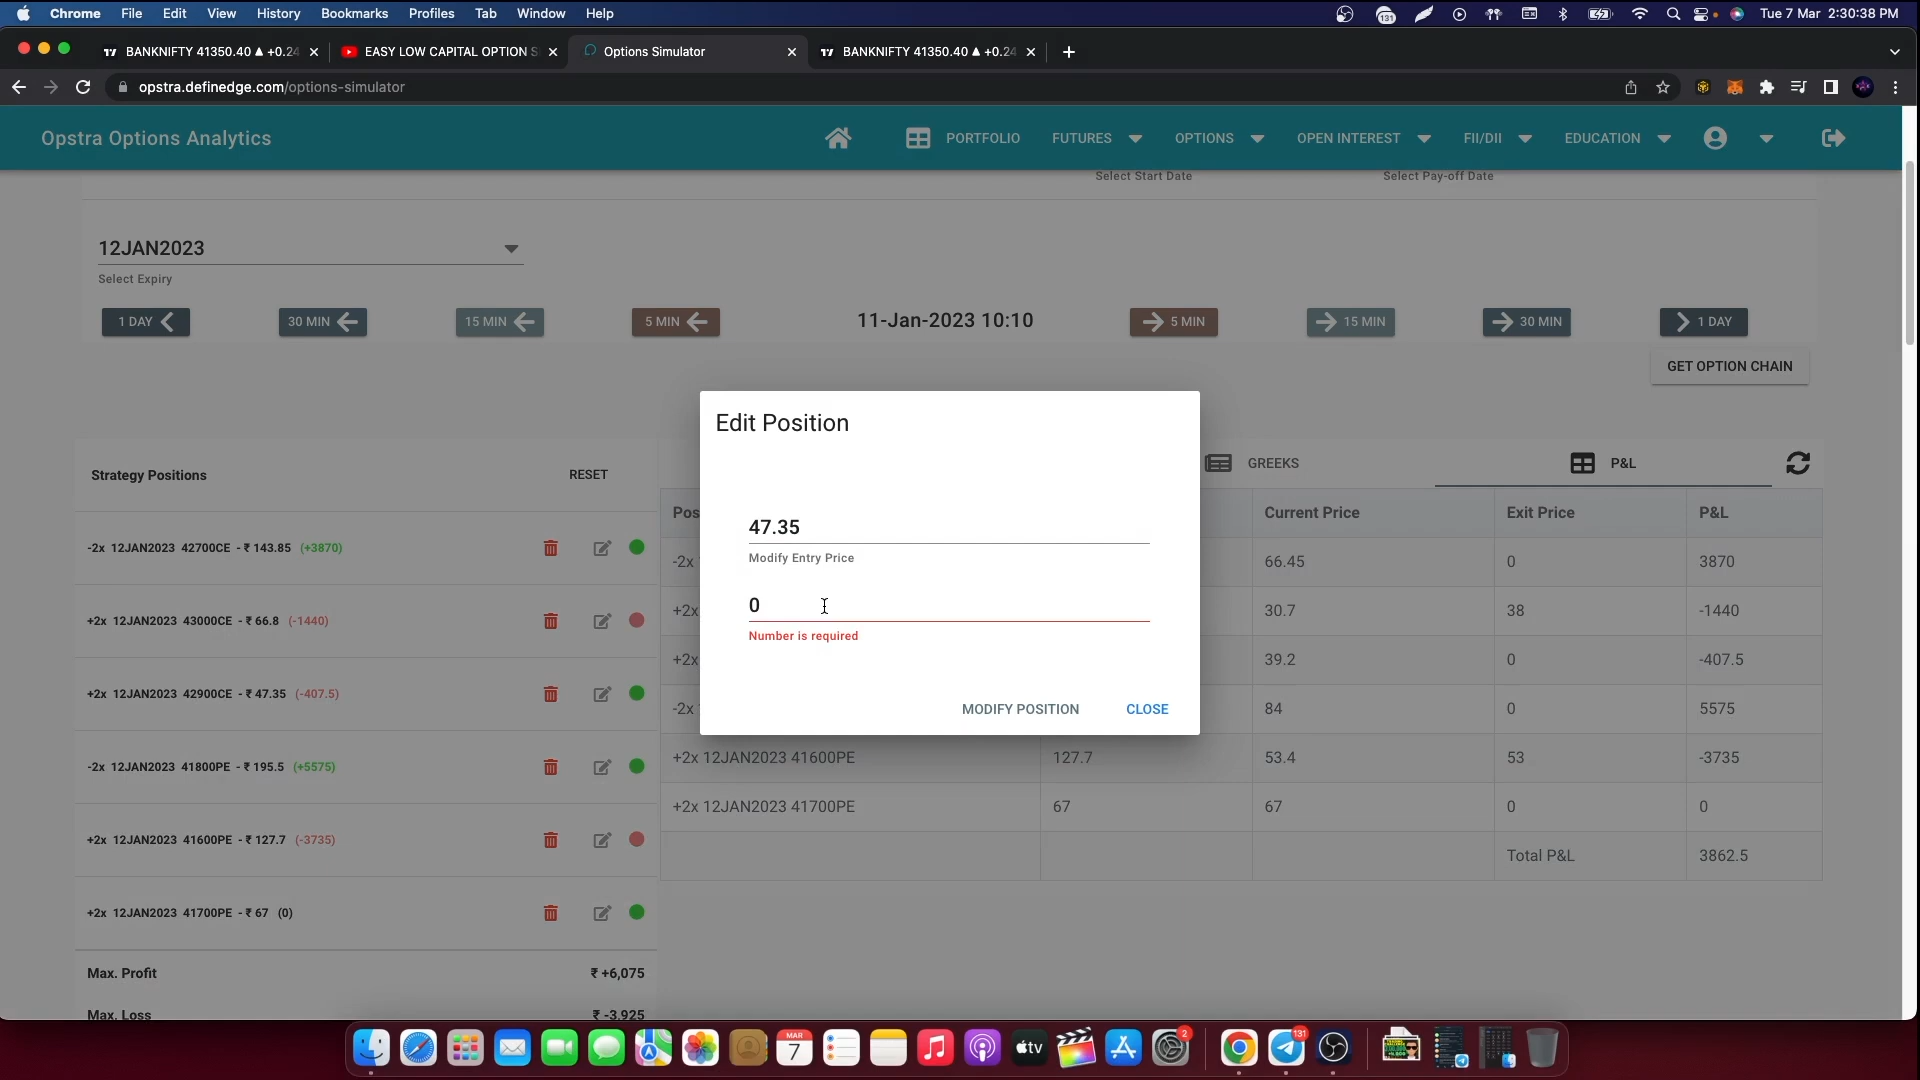 Chrome File Edit View History Bookmarks Profiles Tab Window Help
131
Tue 7 Mar 2:30:38 PM
BANKNIFTY 41350.40 ▲ +0.24
EASY LOW CAPITAL OPTION S
Options Simulator
BANKNIFTY 41350.40 ▲ +0.24
opstra.definedge.com/options-simulator
Opstra Options Analytics
PORTFOLIO FUTURES OPTIONS OPEN INTEREST FII/DII EDUCATION
Select Start Date Select Pay-off Date
12JAN2023
Select Expiry
1 DAY 30 MIN 15 MIN 5 MIN 11-Jan-2023 10:10 5 MIN 15 MIN 30 MIN 1 DAY
GET OPTION CHAIN
Strategy Positions RESET
-2x 12JAN2023 42700CE - ₹ 143.85 (+3870)
+2x 12JAN2023 43000CE - ₹ 66.8 (-1440)
+2x 12JAN2023 42900CE - ₹ 47.35 (-407.5)
-2x 12JAN2023 41800PE - ₹ 195.5 (+5575)
+2x 12JAN2023 41600PE - ₹ 127.7 (-3735)
+2x 12JAN2023 41700PE - ₹ 67 (0)
Max. Profit ₹ +6,075
Max. Loss ₹ -3,925
Edit Position
47.35
Modify Entry Price
0
Number is required
MODIFY POSITION CLOSE
GREEKS P&L
Pos Current Price Exit Price P&L
-2x 66.45 0 3870
+2x 30.7 38 -1440
+2x 39.2 0 -407.5
-2x 84 0 5575
+2x 12JAN2023 41600PE 127.7 53.4 53 -3735
+2x 12JAN2023 41700PE 67 67 0 0
Total P&L 3862.5
MAR
7
tv
2
131